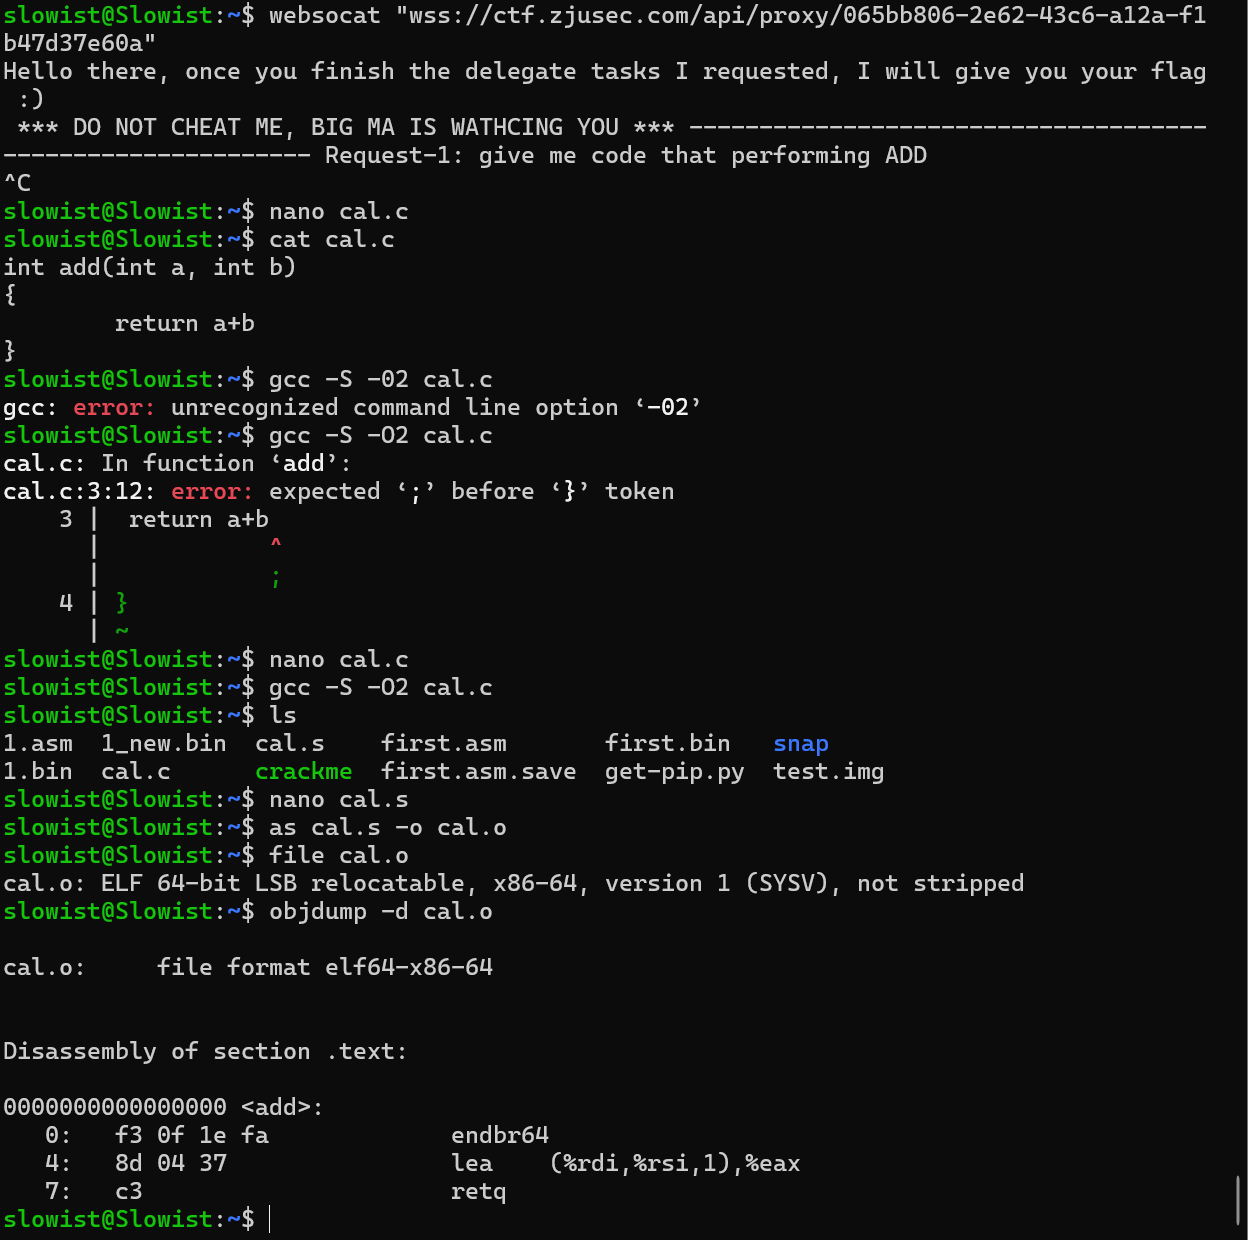 slowist@Slowist:~$ websocat "wss://ctf.zjusec.com/api/proxy/065bb806-2e62-43c6-a12a-f1
b47d37e60a"
Hello there, once you finish the delegate tasks I requested, I will give you your flag
 :)
 *** DO NOT CHEAT ME, BIG MA IS WATHCING YOU *** -------------------------------------
---------------------- Request-1: give me code that performing ADD
^C
slowist@Slowist:~$ nano cal.c
slowist@Slowist:~$ cat cal.c
int add(int a, int b)
{
        return a+b
}
slowist@Slowist:~$ gcc -S -02 cal.c
gcc: error: unrecognized command line option ‘-02’
slowist@Slowist:~$ gcc -S -O2 cal.c
cal.c: In function ‘add’:
cal.c:3:12: error: expected ‘;’ before ‘}’ token
    3 |  return a+b
      |            ^
      |            ;
    4 | }
      | ~
slowist@Slowist:~$ nano cal.c
slowist@Slowist:~$ gcc -S -O2 cal.c
slowist@Slowist:~$ ls
1.asm  1_new.bin  cal.s    first.asm       first.bin   snap
1.bin  cal.c      crackme  first.asm.save  get-pip.py  test.img
slowist@Slowist:~$ nano cal.s
slowist@Slowist:~$ as cal.s -o cal.o
slowist@Slowist:~$ file cal.o
cal.o: ELF 64-bit LSB relocatable, x86-64, version 1 (SYSV), not stripped
slowist@Slowist:~$ objdump -d cal.o
cal.o:     file format elf64-x86-64
Disassembly of section .text:
0000000000000000 <add>:
   0:   f3 0f 1e fa             endbr64
   4:   8d 04 37                lea    (%rdi,%rsi,1),%eax
   7:   c3                      retq
slowist@Slowist:~$